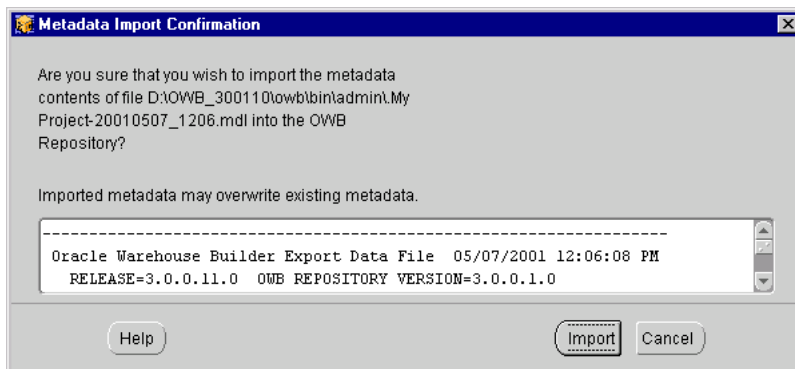 Metadata Import Confirmation
Are you sure that you wish to import the metadata
contents of file D:\OWB_300110\owb\bin\admin\.My
Project-20010507_1206.mdl into the OWB
Repository?
Imported metadata may overwrite existing metadata.
--------------------------------------------------------------------
Oracle Warehouse Builder Export Data File 05/07/2001 12:06:08 PM
RELEASE=3.0.0.11.0 OWB REPOSITORY VERSION=3.0.0.1.0
Help Import Cancel